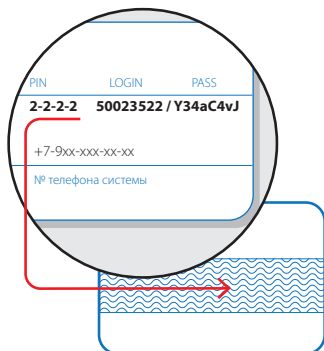 PIN LOGIN PASS
2-2-2-2 50023522 / Y34aC4vJ
+7-9xx-xxx-xx-xx
№ телефона системы